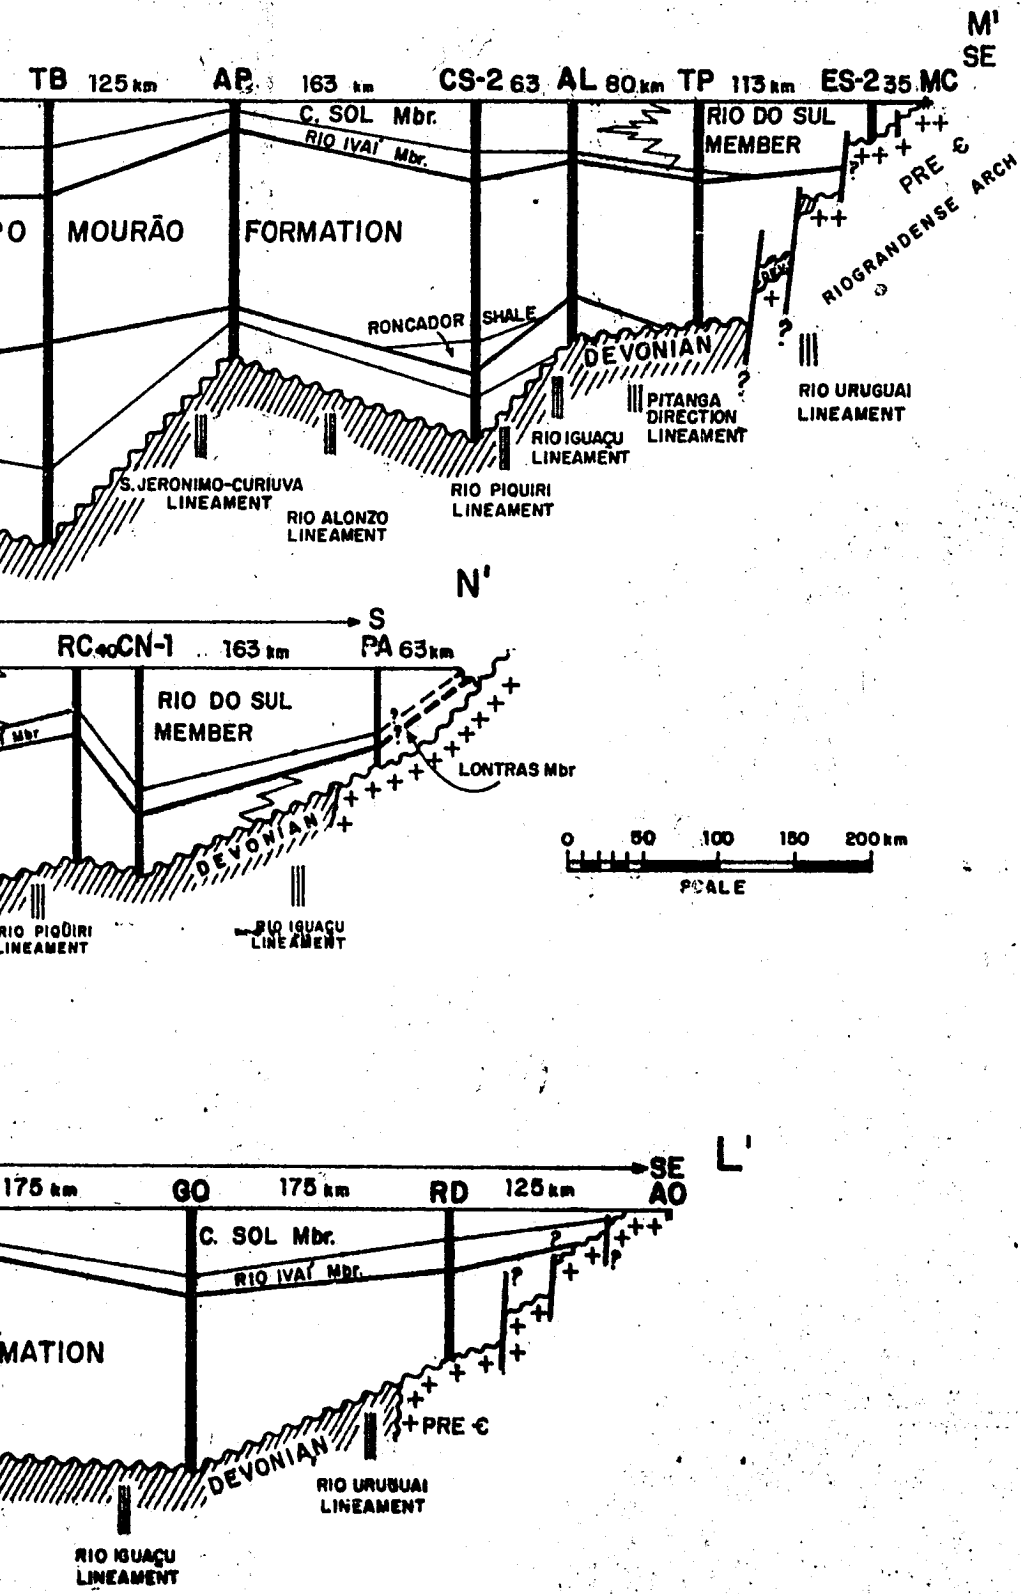 M'
SE
TB 125 km AP 163 km CS-2 63 AL 80 km TP 113 km ES-2 35 MC
C. SOL Mbr.
RIO IVAÍ Mbr.
RIO DO SUL
MEMBER
PRE Є
RIOGRANDENSE ARCH
O MOURÃO FORMATION
DEV.
RONCADOR SHALE
DEVONIAN
RIO URUGUAI
LINEAMENT
PITANGA
DIRECTION
LINEAMENT
RIO IGUAÇU
LINEAMENT
S. JERONIMO-CURIUVA
LINEAMENT
RIO PIQUIRI
LINEAMENT
RIO ALONZO
LINEAMENT
N'
S
RC 40 CN-1 163 km PA 63 km
RIO DO SUL
MEMBER
Mbr
LONTRAS Mbr
DEVONIAN
0 50 100 150 200 km
SCALE
RIO PIQUIRI
LINEAMENT
RIO IGUAÇU
LINEAMENT
L'
SE
175 km GO 175 km RD 125 km AO
C. SOL Mbr.
RIO IVAÍ Mbr.
MATION
PRE Є
DEVONIAN
RIO URUGUAI
LINEAMENT
RIO IGUAÇU
LINEAMENT